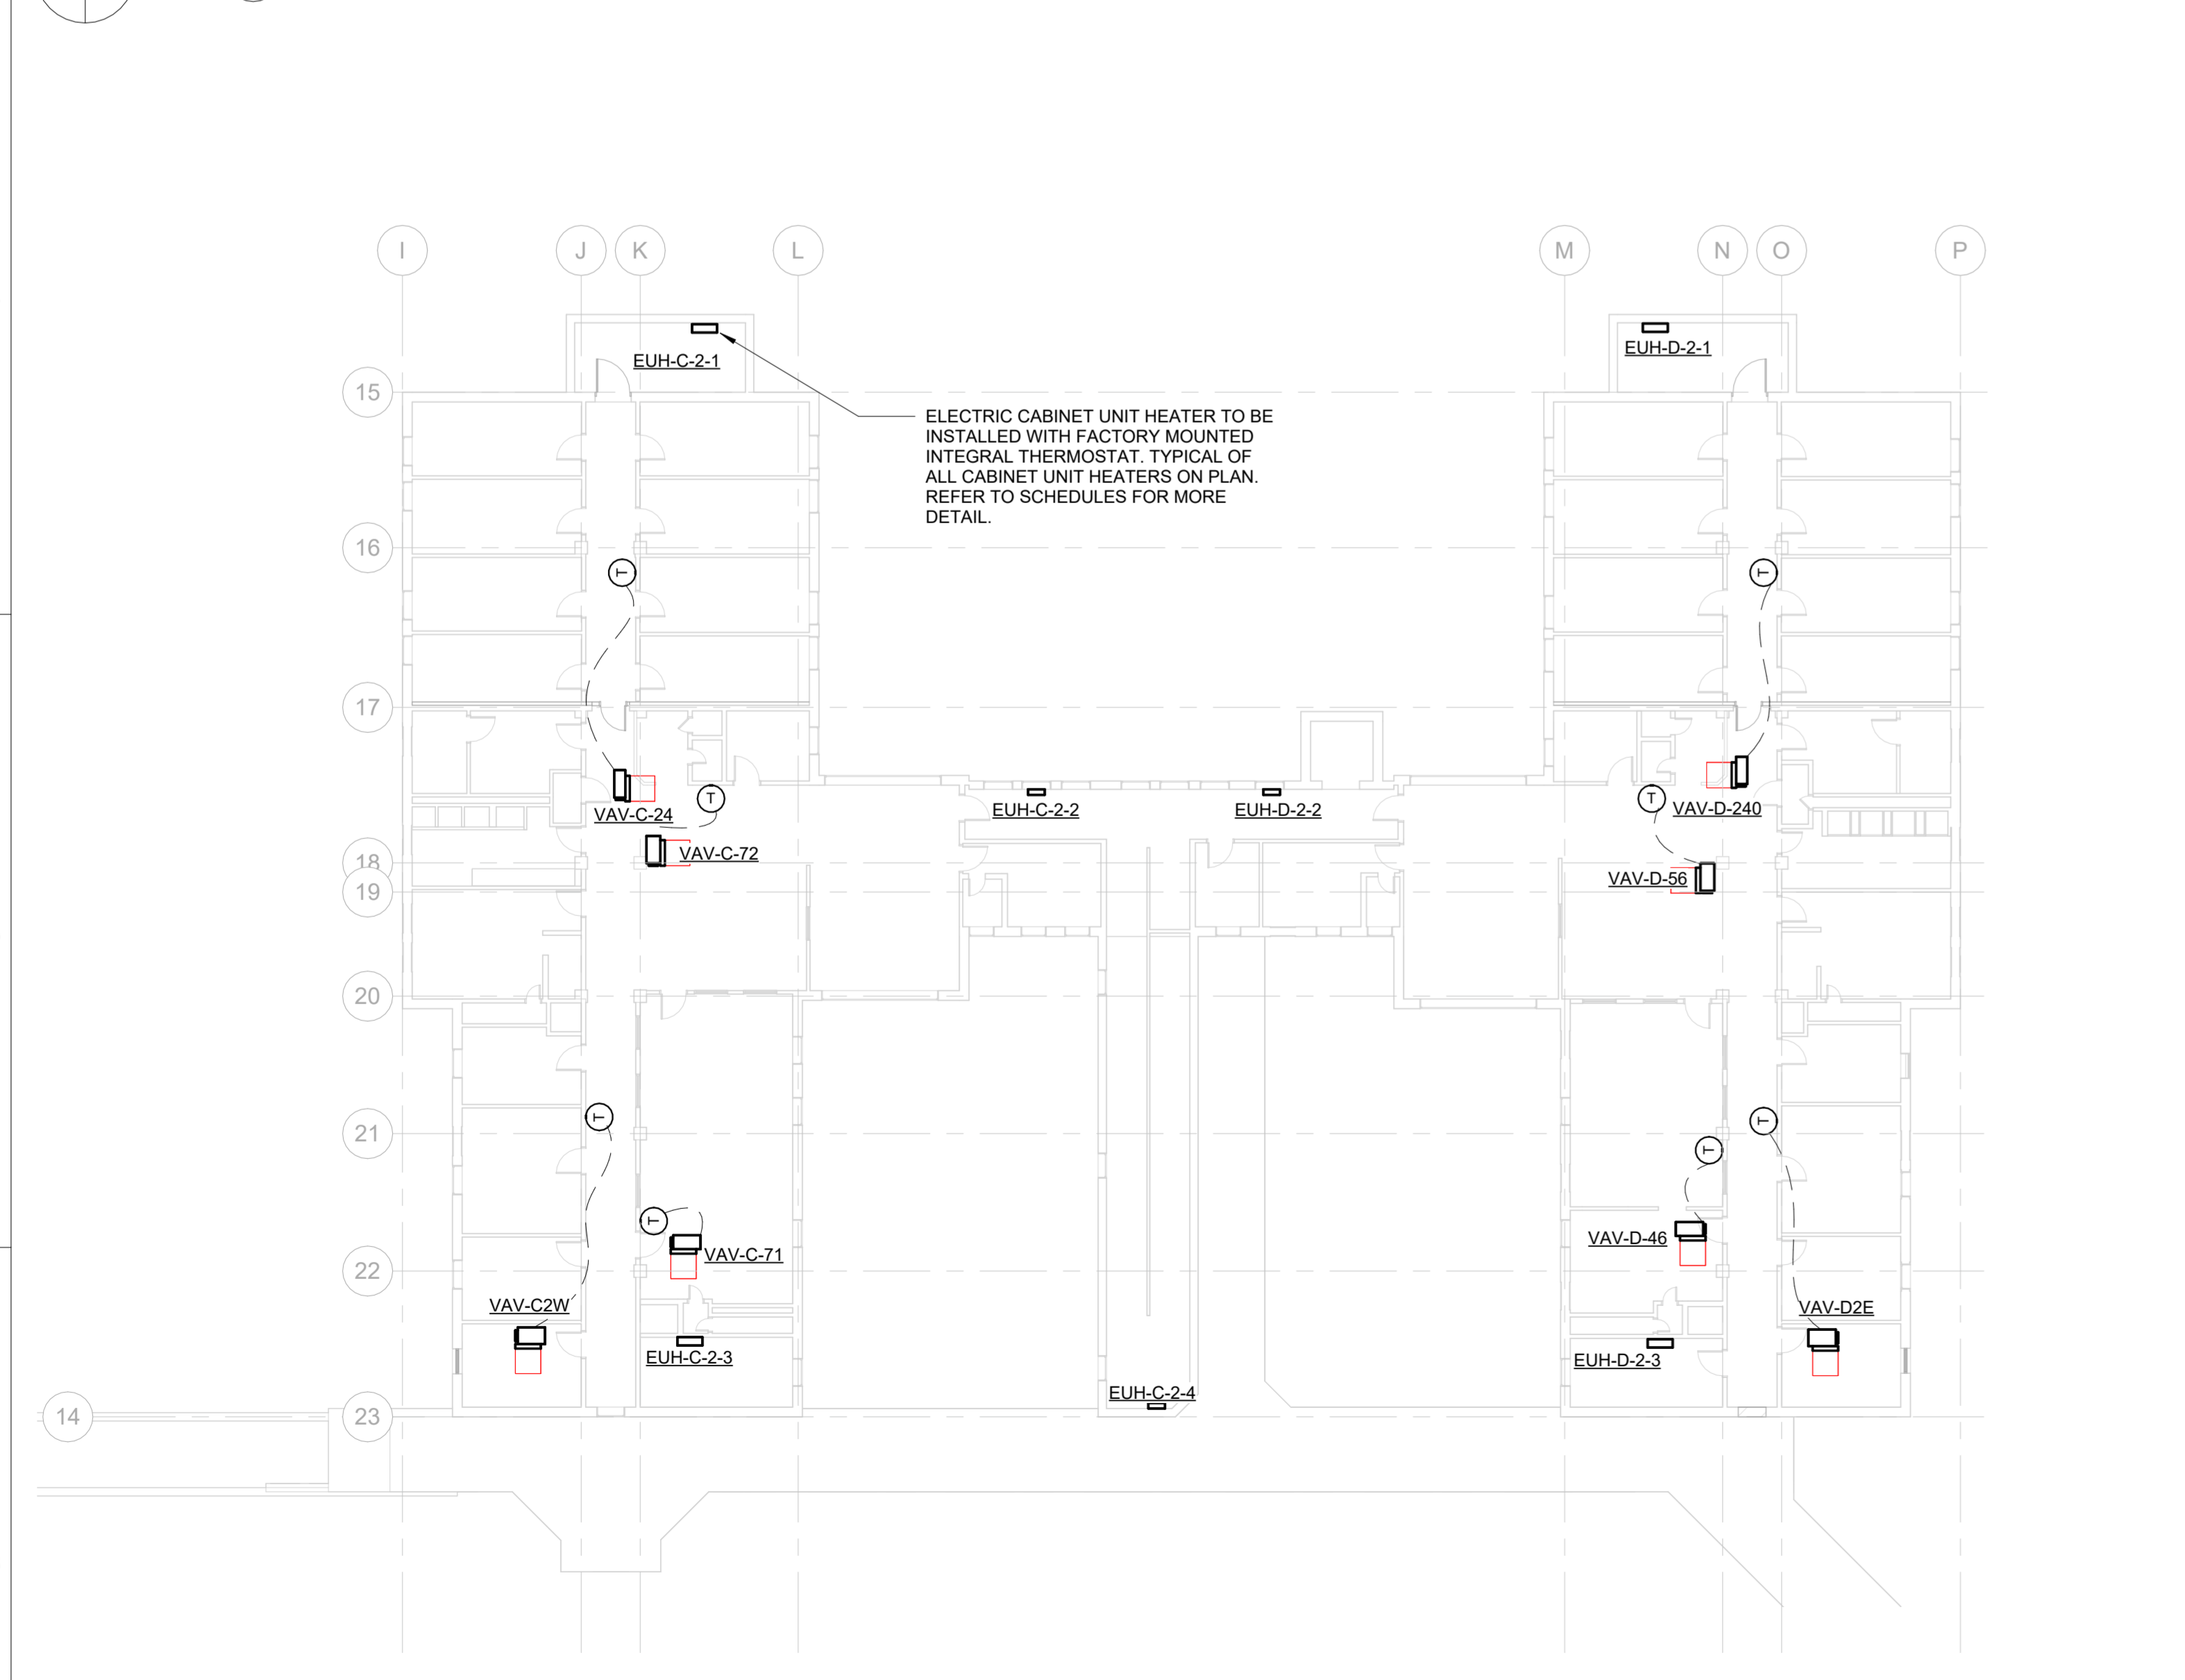 I J K L M N O P
EUH-C-2-1
EUH-D-2-1
15
ELECTRIC CABINET UNIT HEATER TO BE
INSTALLED WITH FACTORY MOUNTED
INTEGRAL THERMOSTAT. TYPICAL OF
ALL CABINET UNIT HEATERS ON PLAN.
REFER TO SCHEDULES FOR MORE
DETAIL.
16
T
T
17
T
T
VAV-C-24
EUH-C-2-2
EUH-D-2-2
VAV-D-240
VAV-C-72
18
VAV-D-56
19
20
T
T
21
T
T
VAV-D-46
VAV-C-71
22
VAV-C2W
VAV-D2E
EUH-C-2-3
EUH-D-2-3
EUH-C-2-4
14
23